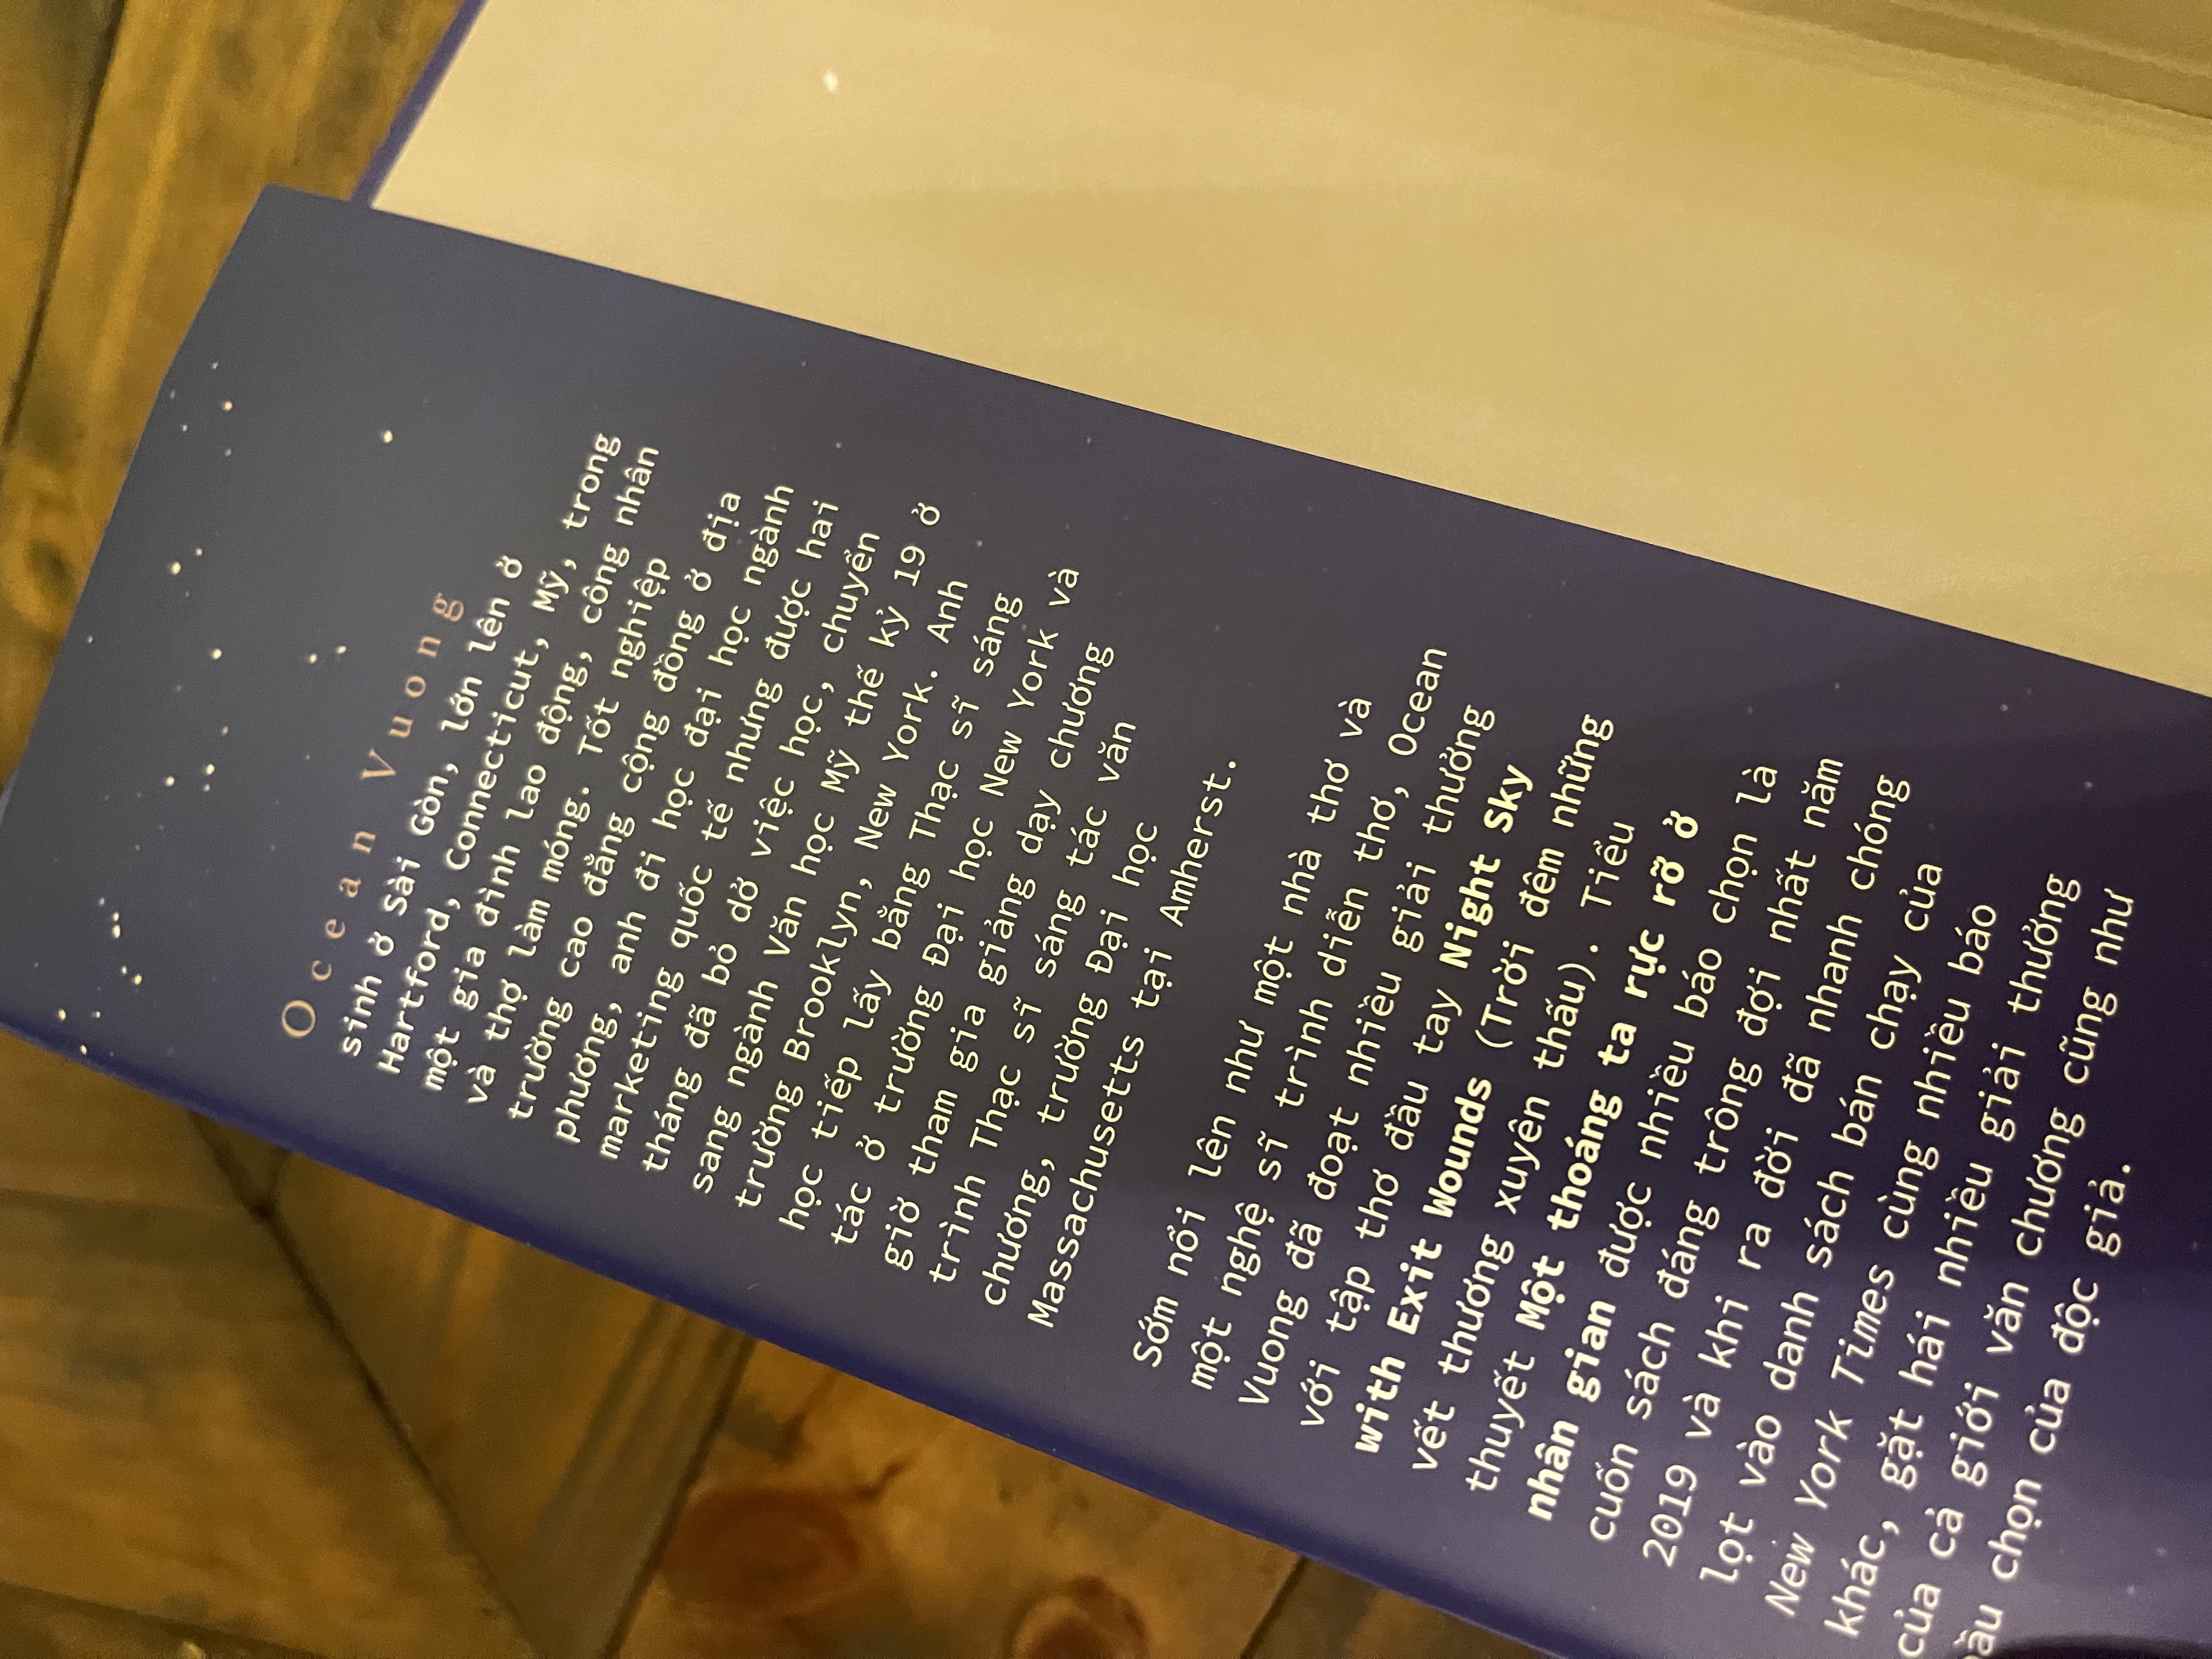 Ocean Vuong
sinh ở Sài Gòn, lớn lên ở
Hartford, Connecticut, Mỹ, trong
một gia đình lao động, công nhân
và thợ làm móng. Tốt nghiệp
trường cao đẳng cộng đồng ở địa
phương, anh đi học đại học ngành
marketing quốc tế nhưng được hai
tháng đã bỏ dở việc học, chuyển
sang ngành Văn học Mỹ thế kỷ 19 ở
trường Brooklyn, New York. Anh
học tiếp lấy bằng Thạc sĩ sáng
tác ở trường Đại học New York và
giờ tham gia giảng dạy chương
trình Thạc sĩ sáng tác văn
chương, trường Đại học
Massachusetts tại Amherst.
Sớm nổi lên như một nhà thơ và
một nghệ sĩ trình diễn thơ, Ocean
Vuong đã đoạt nhiều giải thưởng
với tập thơ đầu tay Night Sky
with Exit Wounds (Trời đêm những
vết thương xuyên thấu). Tiểu
thuyết Một thoáng ta rực rỡ ở
nhân gian được nhiều báo chọn là
cuốn sách đáng trông đợi nhất năm
2019 và khi ra đời đã nhanh chóng
lọt vào danh sách bán chạy của
New York Times cùng nhiều báo
khác, gặt hái nhiều giải thưởng
của cả giới văn chương cũng như
bầu chọn của độc giả.